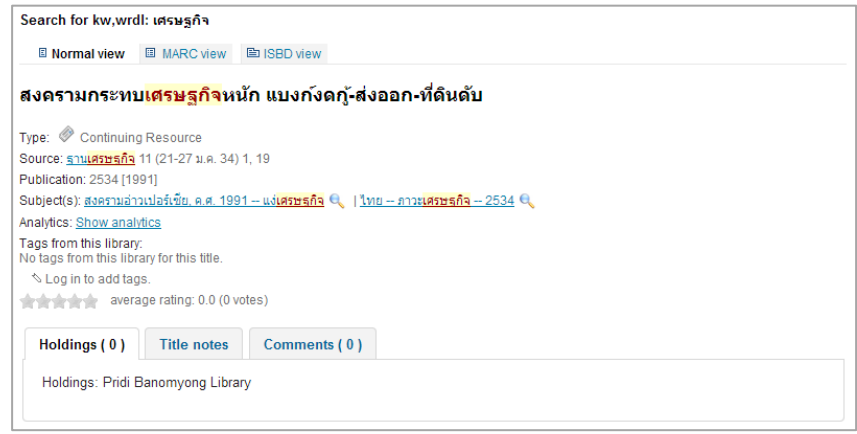 Search for kw,wrdl: เศรษฐกิจ
Normal view MARC view ISBD view
สงครามกระทบเศรษฐกิจหนัก แบงก์งดกู้-ส่งออก-ที่ดินดับ
Type: Continuing Resource
Source: ฐานเศรษฐกิจ 11 (21-27 ม.ค. 34) 1, 19
Publication: 2534 [1991]
Subject(s): สงครามอ่าวเปอร์เซีย, ค.ศ. 1991 -- แง่เศรษฐกิจ | ไทย -- ภาวะเศรษฐกิจ -- 2534
Analytics: Show analytics
Tags from this library:
No tags from this library for this title.
Log in to add tags.
average rating: 0.0 (0 votes)
Holdings ( 0 ) Title notes Comments ( 0 )
Holdings: Pridi Banomyong Library